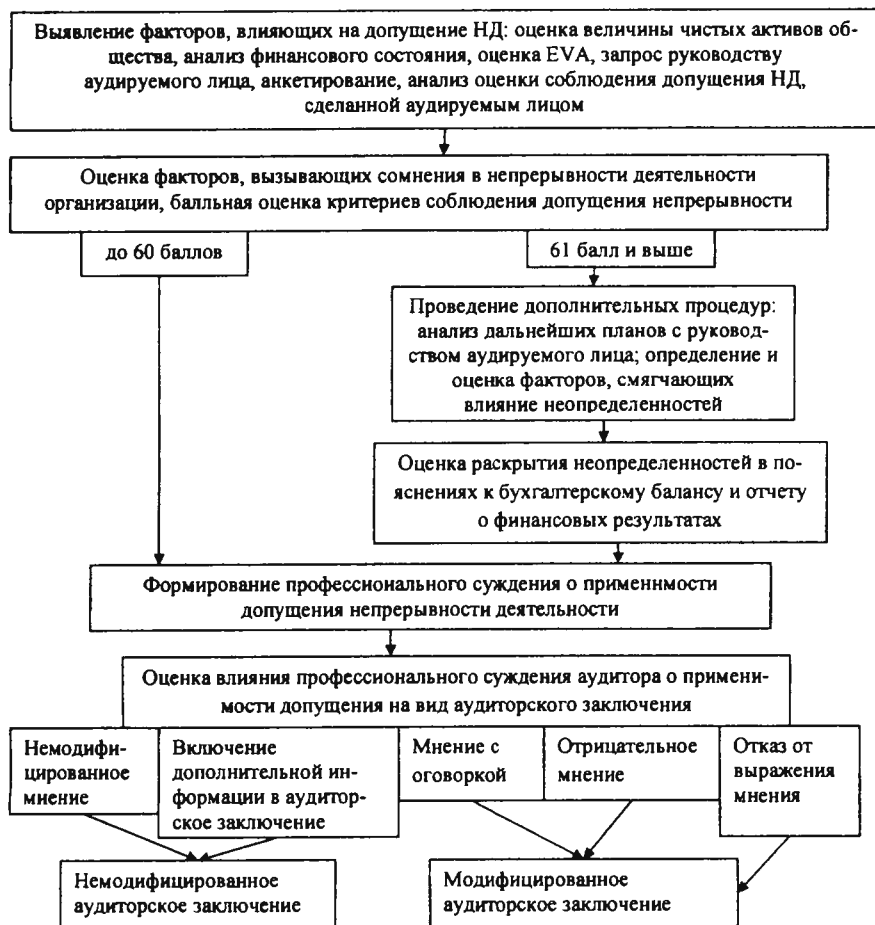 Выявление факторов, влияющих на допущение НД: оценка величины чистых активов об-
щества, анализ финансового состояния, оценка EVA, запрос руководству
аудируемого лица, анкетирование, анализ оценки соблюдения допущения НД,
сделанной аудируемым лицом
Оценка факторов, вызывающих сомнения в непрерывности деятельности
организации, балльная оценка критериев соблюдения допущения непрерывности
до 60 баллов
61 балл и выше
Проведение дополнительных процедур:
анализ дальнейших планов с руковод-
ством аудируемого лица; определение и
оценка факторов, смягчающих
влияние неопределенностей
Оценка раскрытия неопределенностей в по-
яснениях к бухгалтерскому балансу и отчету
о финансовых результатах
Формирование профессионального суждения о применимости
допущения непрерывности деятельности
Оценка влияния профессионального суждения аудитора о примени-
мости допущения на вид аудиторского заключения
Немодифи-
цированное
мнение
Включение
дополнительной ин-
формации в аудитор-
ское заключение
Мнение с
оговоркой
Отрицательное
мнение
Отказ от
выражения
мнения
Немодифицированное
аудиторское заключение
Модифицированное
аудиторское заключение